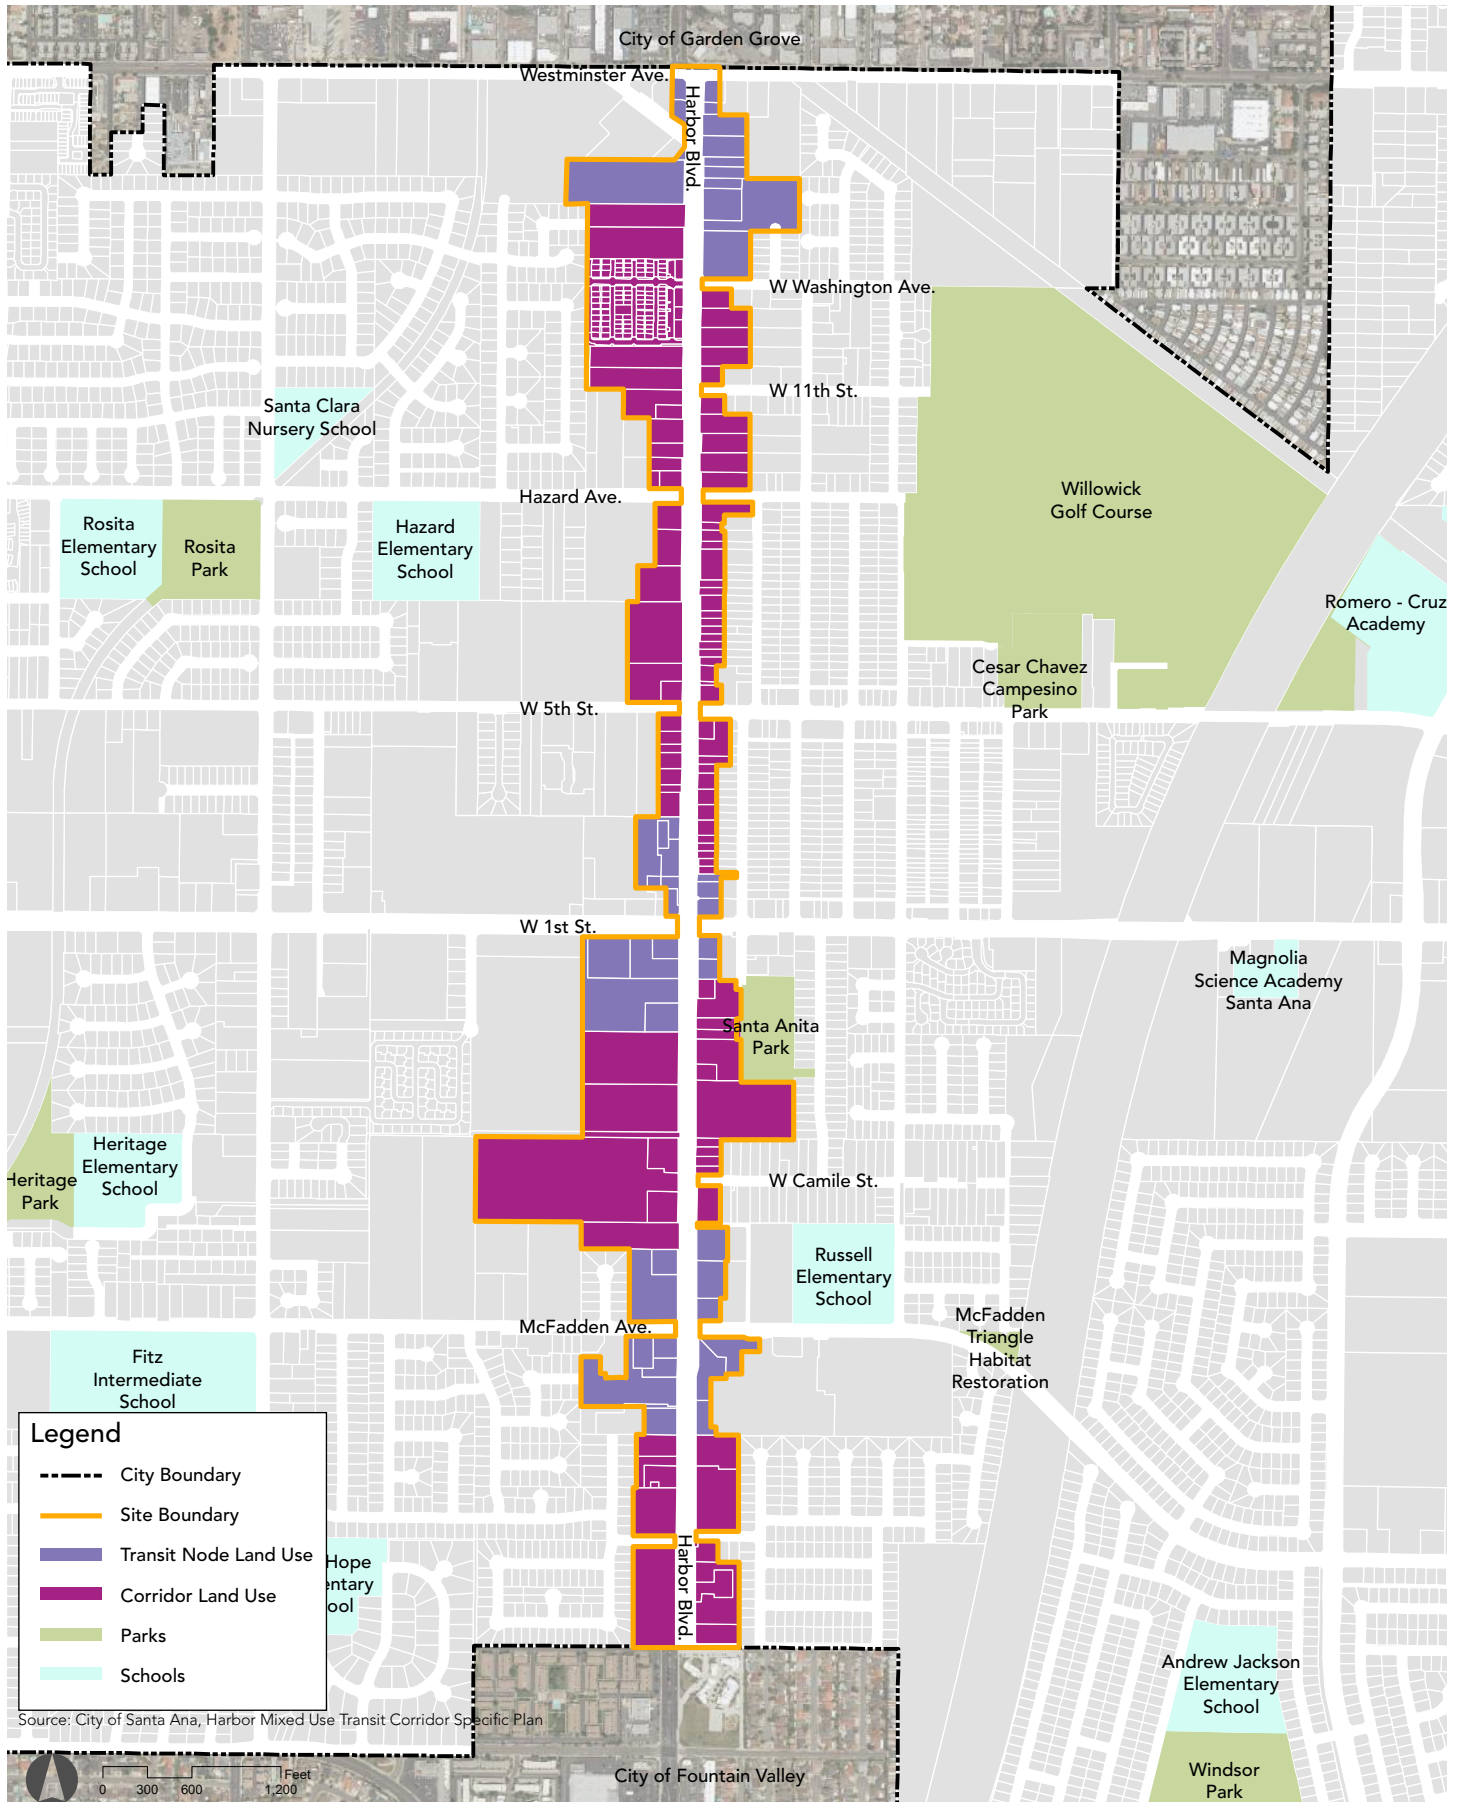 City of Garden Grove
Westminster Ave.
Harbor Blvd.
W Washington Ave.
W 11th St.
Santa Clara
Nursery School
Hazard Ave.
Willowick
Golf Course
Rosita
Elementary
School
Rosita
Park
Hazard
Elementary
School
Romero - Cruz
Academy
Cesar Chavez
Campesino
Park
W 5th St.
W 1st St.
Magnolia
Science Academy
Santa Ana
Santa Anita
Park
Heritage
Elementary
School
Heritage
Park
W Camile St.
Russell
Elementary
School
McFadden Ave.
McFadden
Triangle
Habitat
Restoration
Fitz
Intermediate
School
Legend
City Boundary
Site Boundary
Transit Node Land Use
Corridor Land Use
Parks
Schools
Hope
entary
ool
Harbor Blvd.
Andrew Jackson
Elementary
School
Source: City of Santa Ana, Harbor Mixed Use Transit Corridor Specific Plan
Windsor
Park
City of Fountain Valley
Feet
0 300 600 1,200